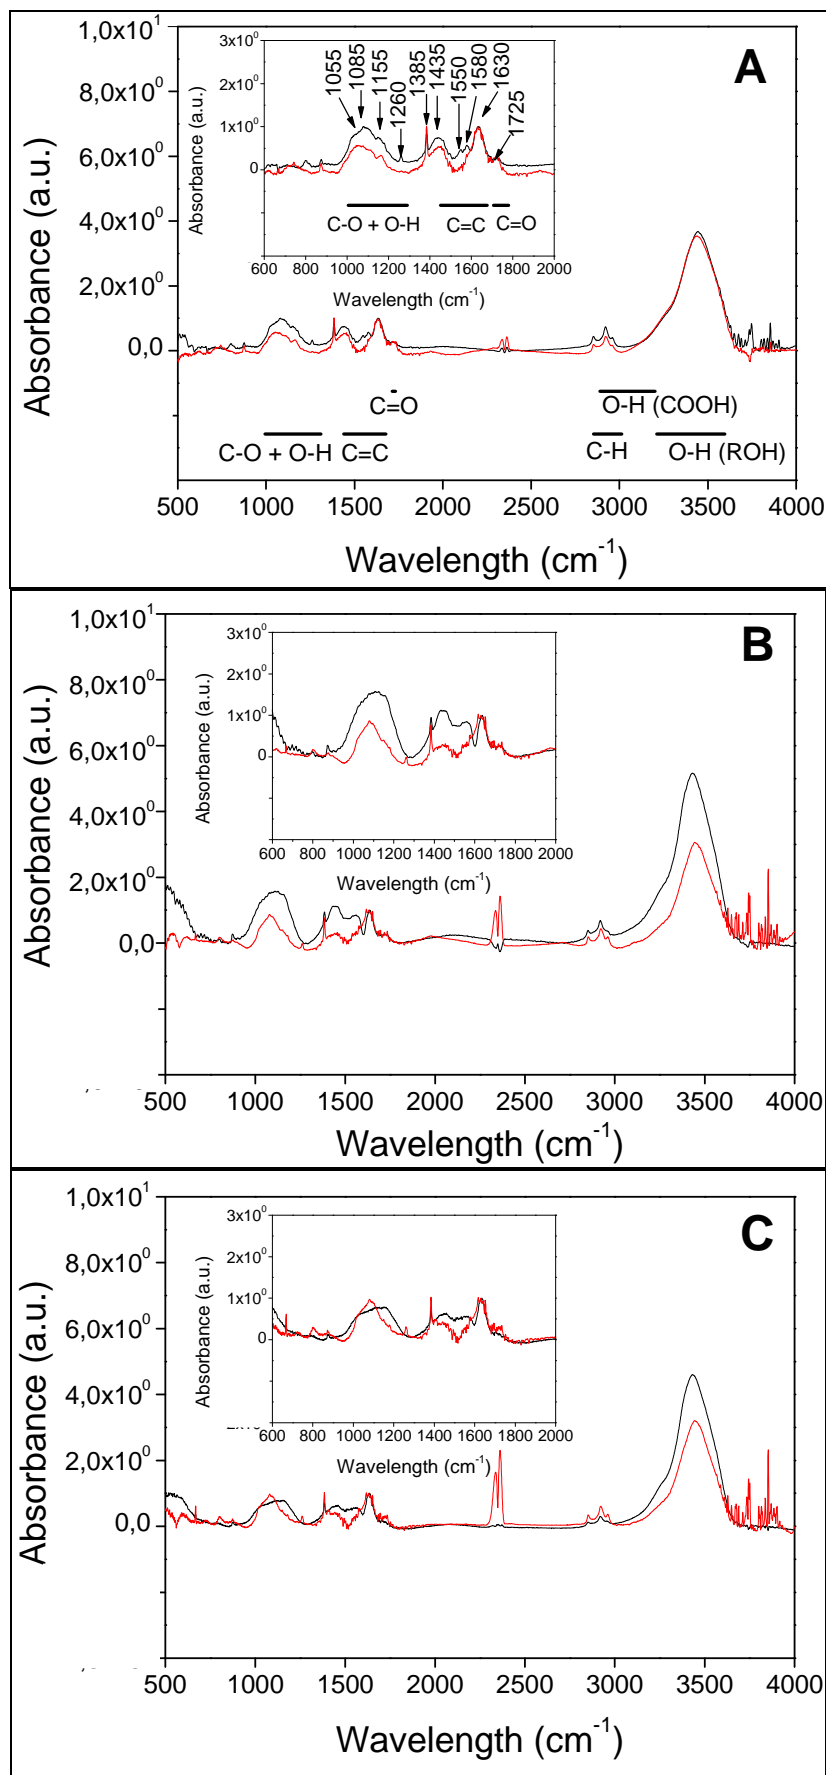 A
1,0x10¹
8,0x10⁰
6,0x10⁰
4,0x10⁰
2,0x10⁰
0,0
Absorbance (a.u.)
3x10⁰
2x10⁰
1x10⁰
0
Absorbance (a.u.)
1055
1085
1155
1260
1385
1435
1550
1580
1630
1725
C-O + O-H
C=C
C=O
600 800 1000 1200 1400 1600 1800 2000
Wavelength (cm⁻¹)
C=O
O-H (COOH)
C-O + O-H
C=C
C-H
O-H (ROH)
500 1000 1500 2000 2500 3000 3500 4000
Wavelength (cm⁻¹)
B
1,0x10¹
8,0x10⁰
6,0x10⁰
4,0x10⁰
2,0x10⁰
0,0
Absorbance (a.u.)
3x10⁰
2x10⁰
1x10⁰
0
Absorbance (a.u.)
600 800 1000 1200 1400 1600 1800 2000
Wavelength (cm⁻¹)
500 1000 1500 2000 2500 3000 3500 4000
Wavelength (cm⁻¹)
C
1,0x10¹
8,0x10⁰
6,0x10⁰
4,0x10⁰
2,0x10⁰
0,0
Absorbance (a.u.)
3x10⁰
2x10⁰
1x10⁰
0
Absorbance (a.u.)
600 800 1000 1200 1400 1600 1800 2000
Wavelength (cm⁻¹)
500 1000 1500 2000 2500 3000 3500 4000
Wavelength (cm⁻¹)